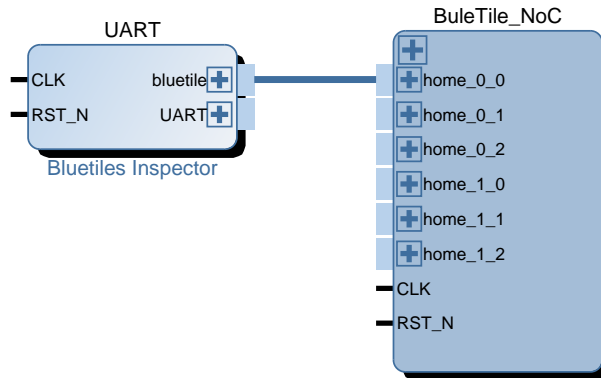 UART
CLK
bluetile
RST_N
UART
Bluetiles Inspector
BuleTile_NoC
home_0_0
home_0_1
home_0_2
home_1_0
home_1_1
home_1_2
CLK
RST_N